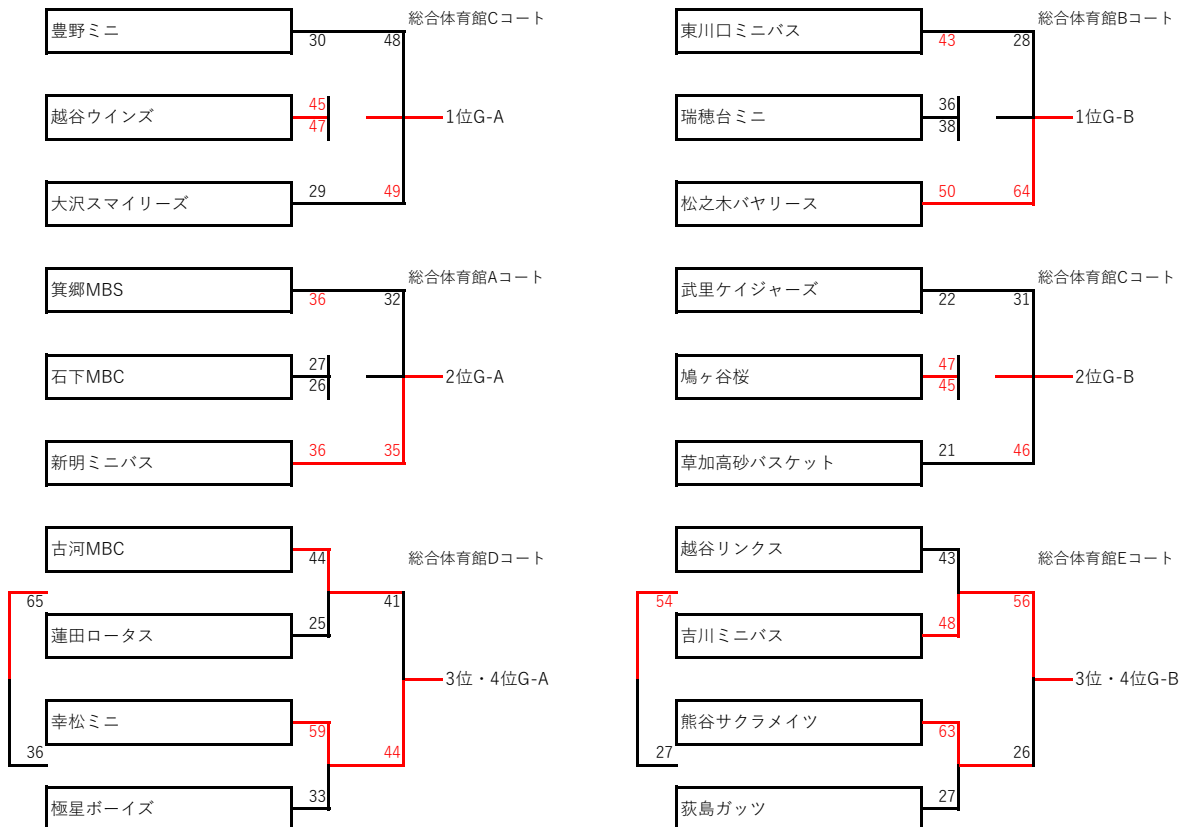 総合体育館Cコート
豊野ミニ
30
48
越谷ウインズ
45
47
1位G-A
大沢スマイリーズ
29
49
総合体育館Bコート
東川口ミニバス
43
28
瑞穂台ミニ
36
38
1位G-B
松之木バヤリース
50
64
総合体育館Aコート
箕郷MBS
36
32
石下MBC
27
26
2位G-A
新明ミニバス
36
35
総合体育館Cコート
武里ケイジャーズ
22
31
鳩ヶ谷桜
47
45
2位G-B
草加高砂バスケット
21
46
総合体育館Dコート
古河MBC
44
65
41
蓮田ロータス
25
3位・4位G-A
幸松ミニ
59
36
44
極星ボーイズ
33
総合体育館Eコート
越谷リンクス
43
54
56
吉川ミニバス
48
3位・4位G-B
熊谷サクラメイツ
63
27
26
荻島ガッツ
27